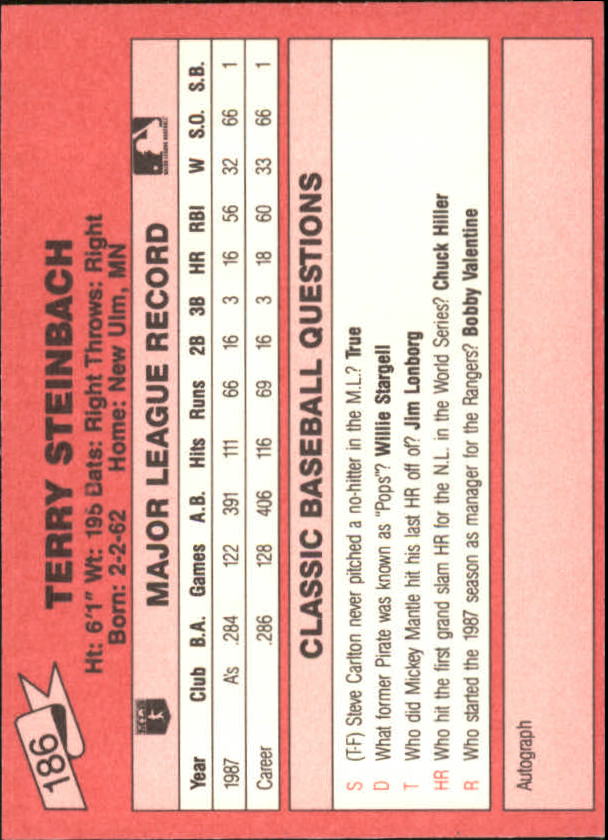 186
TERRY STEINBACH
Ht: 6'1" Wt: 195 Bats: Right Throws: Right
Born: 2-2-62 Home: New Ulm, MN
MAJOR LEAGUE RECORD
Year Club B.A. Games A.B. Hits Runs 2B 3B HR RBI W S.O. S.B.
1987 A's .284 122 391 111 66 16 3 16 56 32 66 1
Career .286 128 406 116 69 16 3 18 60 33 66 1
CLASSIC BASEBALL QUESTIONS
S (T-F) Steve Carlton never pitched a no-hitter in the M.L.? True
D What former Pirate was known as "Pops"? Willie Stargell
T Who did Mickey Mantle hit his last HR off of? Jim Lonborg
HR Who hit the first grand slam HR for the N.L. in the World Series? Chuck Hiller
R Who started the 1987 season as manager for the Rangers? Bobby Valentine
Autograph